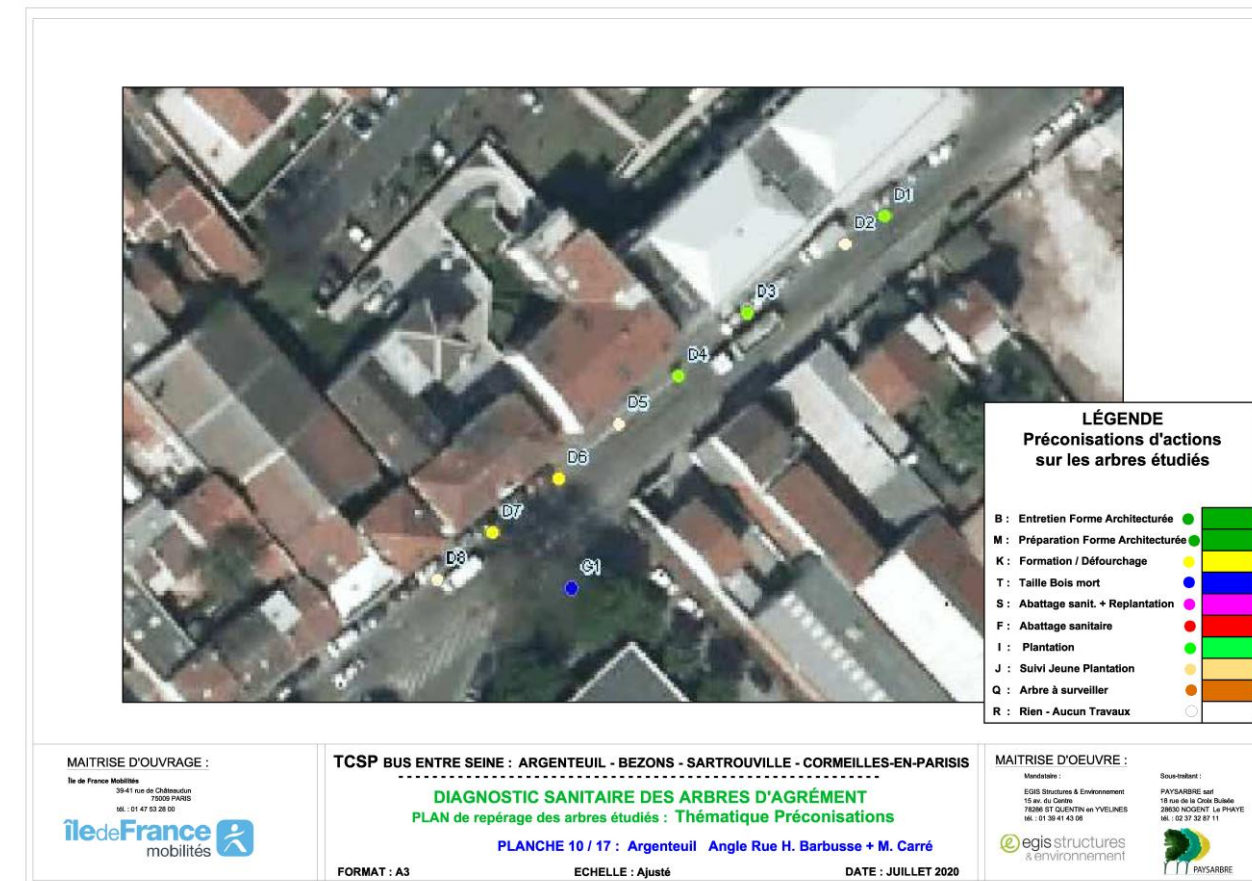 D1
D2
D3
D4
D5
D6
D7
D8
G1
LÉGENDE
Préconisations d'actions
sur les arbres étudiés
B : Entretien Forme Architecturée
M : Préparation Forme Architecturée
K : Formation / Défourchage
T : Taille Bois mort
S : Abattage sanit. + Replantation
F : Abattage sanitaire
I : Plantation
J : Suivi Jeune Plantation
Q : Arbre à surveiller
R : Rien - Aucun Travaux
MAITRISE D'OUVRAGE :
Île de France Mobilités
39-41 rue de Châteaudun
75009 PARIS
tél. : 01 47 53 28 00
îledeFrance
mobilités
TCSP BUS ENTRE SEINE : ARGENTEUIL - BEZONS - SARTROUVILLE - CORMEILLES-EN-PARISIS
DIAGNOSTIC SANITAIRE DES ARBRES D'AGRÉMENT
PLAN de repérage des arbres étudiés : Thématique Préconisations
PLANCHE 10 / 17 : Argenteuil Angle Rue H. Barbusse + M. Carré
FORMAT : A3 ECHELLE : Ajusté DATE : JUILLET 2020
MAITRISE D'OEUVRE :
Mandataire :
EGIS Structures & Environnement
15 av. du Centre
78286 ST QUENTIN en YVELINES
tél. : 01 39 41 43 06
egis structures
& environnement
Sous-traitant :
PAYSARBRE sarl
18 rue de la Croix Buisée
28630 NOGENT Le PHAYE
tél. : 02 37 32 87 11
PAYSARBRE